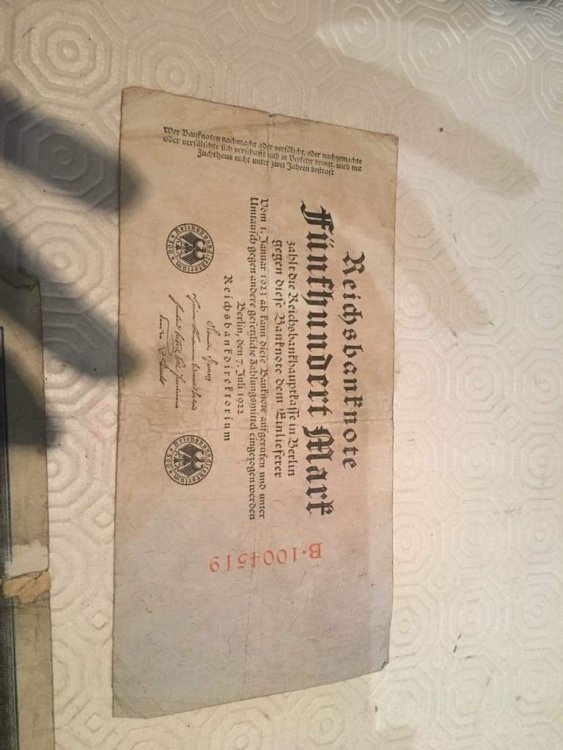 Reichsbanknote
Fünfhundert Mark
zahlt die Reichsbankhauptkasse in Berlin
gegen diese Banknote dem Einlieferer
Vom 1. Januar 1923 ab kann diese Banknote aufgerufen und unter
Umtausch gegen andere gesetzliche Zahlungsmittel eingezogen werden
Berlin, den 7. Juli 1922
Reichsbankdirektorium
Reichsbankdirektorium
Reichsbankdirektorium
Wer Banknoten nachmacht oder verfälscht, oder nachgemachte
oder verfälschte sich verschafft und in Verkehr bringt, wird mit
Zuchthaus nicht unter zwei Jahren bestraft
B·1004519